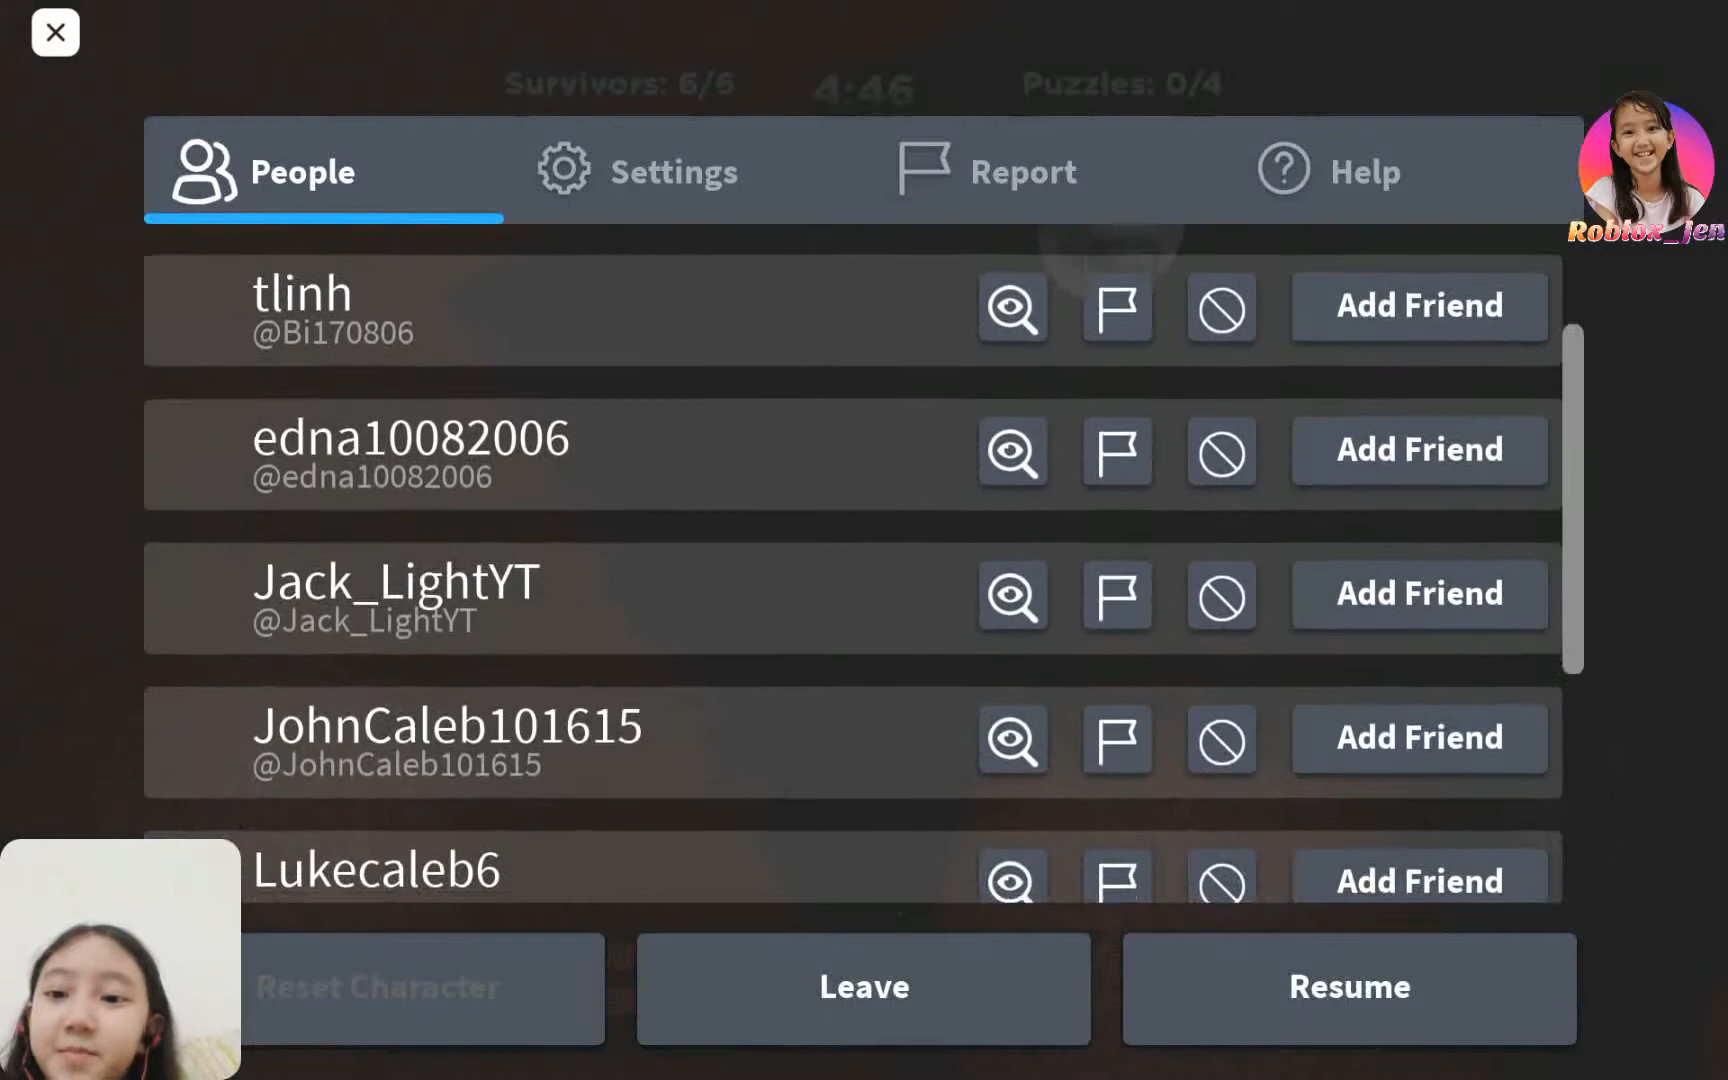 Survivors: 6/6
4:46
Puzzles: 0/4
People
Settings
Report
Help
Roblox_jen
tlinh
@Bi170806
Add Friend
edna10082006
@edna10082006
Add Friend
Jack_LightYT
@Jack_LightYT
Add Friend
JohnCaleb101615
@JohnCaleb101615
Add Friend
Lukecaleb6
Add Friend
Reset Character
Leave
Resume